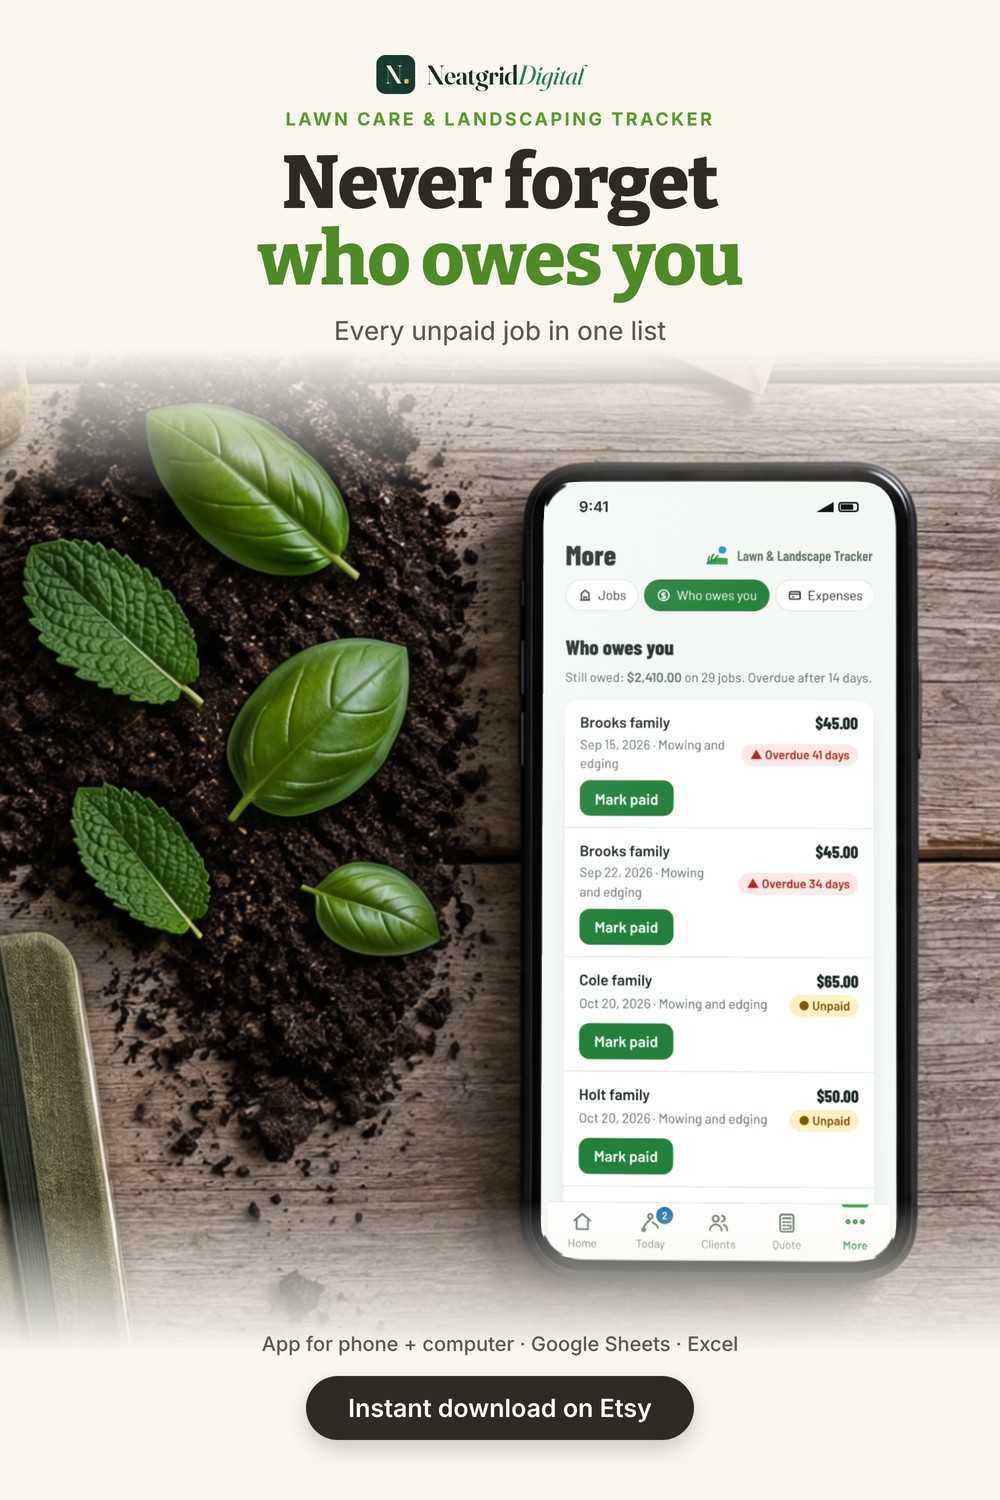 N.
NeatgridDigital
LAWN CARE & LANDSCAPING TRACKER
Never forget
who owes you
Every unpaid job in one list
9:41
More
Lawn & Landscape Tracker
Jobs
Who owes you
Expenses
Who owes you
Still owed: $2,410.00 on 29 jobs. Overdue after 14 days.
Brooks family
$45.00
Sep 15, 2026 · Mowing and
edging
Overdue 41 days
Mark paid
Brooks family
$45.00
Sep 22, 2026 · Mowing
and edging
Overdue 34 days
Mark paid
Cole family
$65.00
Oct 20, 2026 · Mowing and edging
Unpaid
Mark paid
Holt family
$50.00
Oct 20, 2026 · Mowing and edging
Unpaid
Mark paid
2
Home
Today
Clients
Quote
More
App for phone + computer · Google Sheets · Excel
Instant download on Etsy